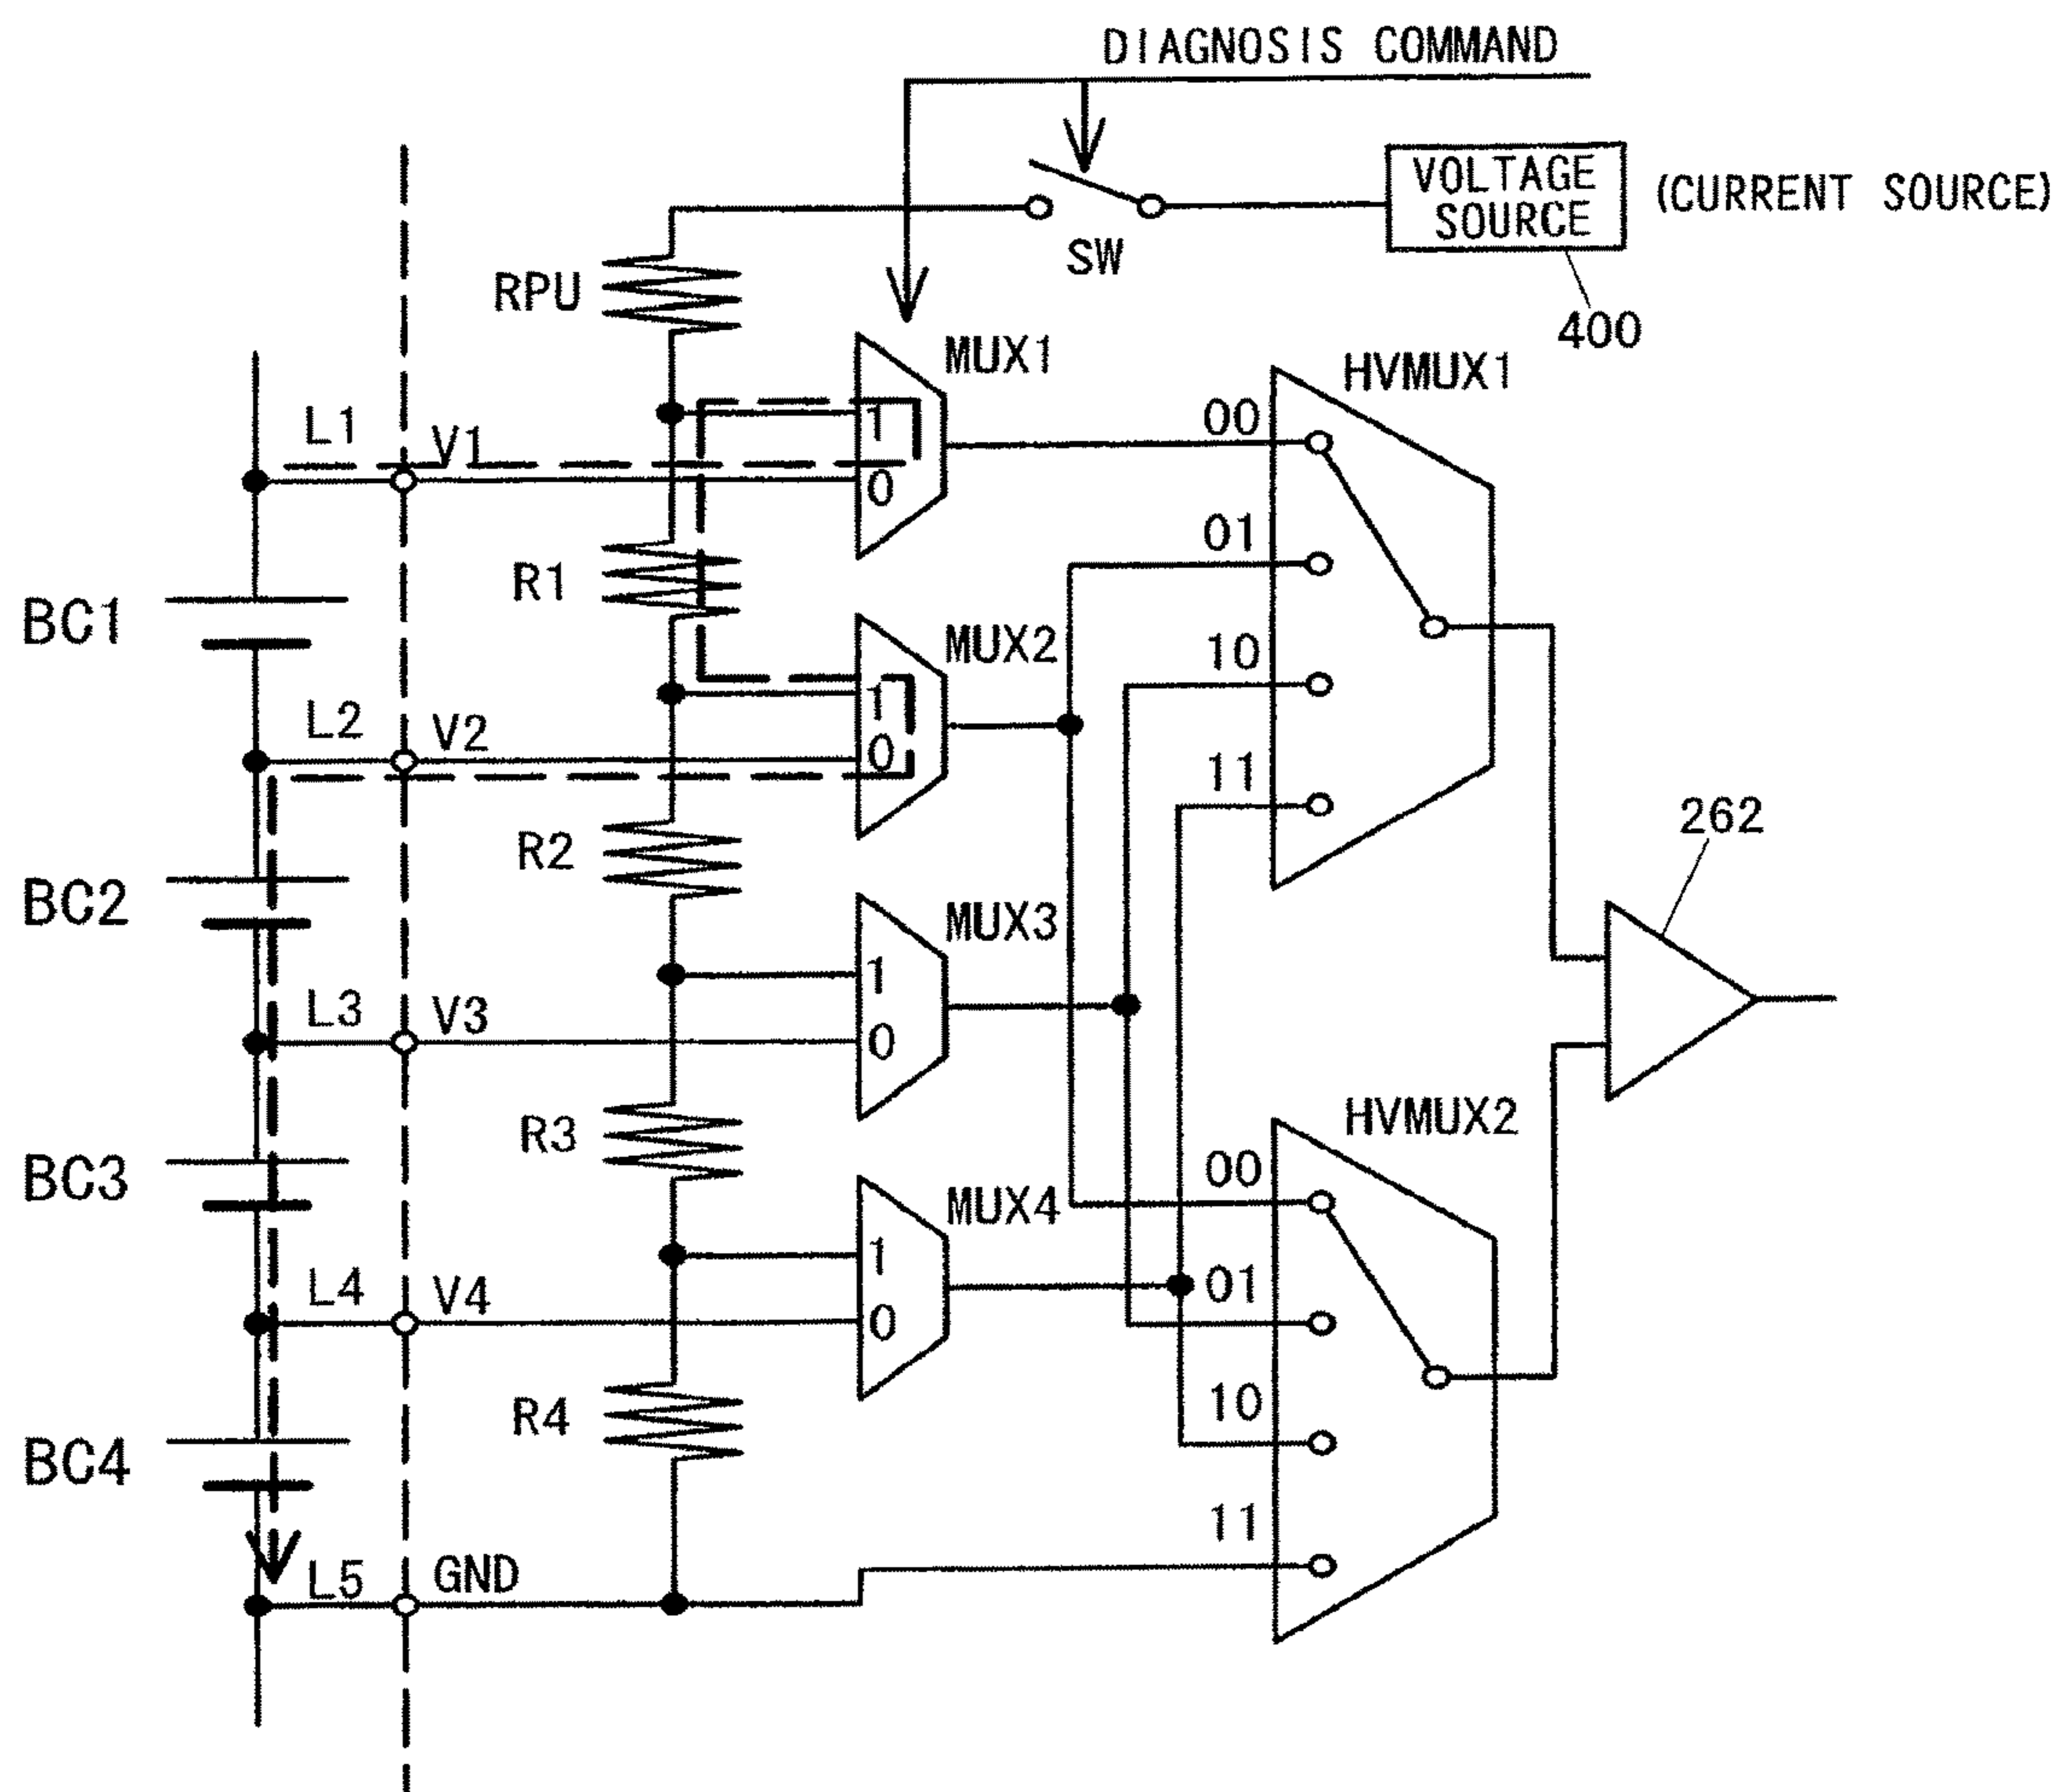 DIAGNOSIS COMMAND
VOLTAGE
SOURCE
(CURRENT SOURCE)
SW
400
RPU
MUX1
HVMUX1
L1
V1
1
0
00
01
R1
BC1
MUX2
10
L2
V2
1
0
11
262
R2
BC2
MUX3
L3
V3
1
0
R3
HVMUX2
BC3
00
MUX4
L4
V4
1
0
01
R4
10
BC4
11
L5
GND